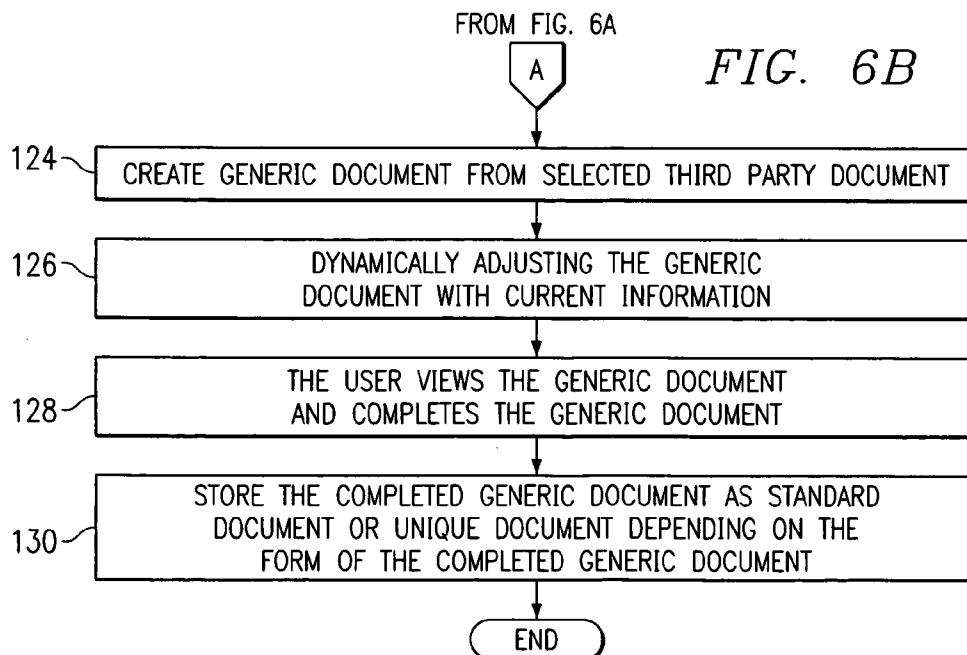 FROM FIG. 6A
A
FIG. 6B
124
CREATE GENERIC DOCUMENT FROM SELECTED THIRD PARTY DOCUMENT
126
DYNAMICALLY ADJUSTING THE GENERIC
DOCUMENT WITH CURRENT INFORMATION
128
THE USER VIEWS THE GENERIC DOCUMENT
AND COMPLETES THE GENERIC DOCUMENT
130
STORE THE COMPLETED GENERIC DOCUMENT AS STANDARD
DOCUMENT OR UNIQUE DOCUMENT DEPENDING ON THE
FORM OF THE COMPLETED GENERIC DOCUMENT
END